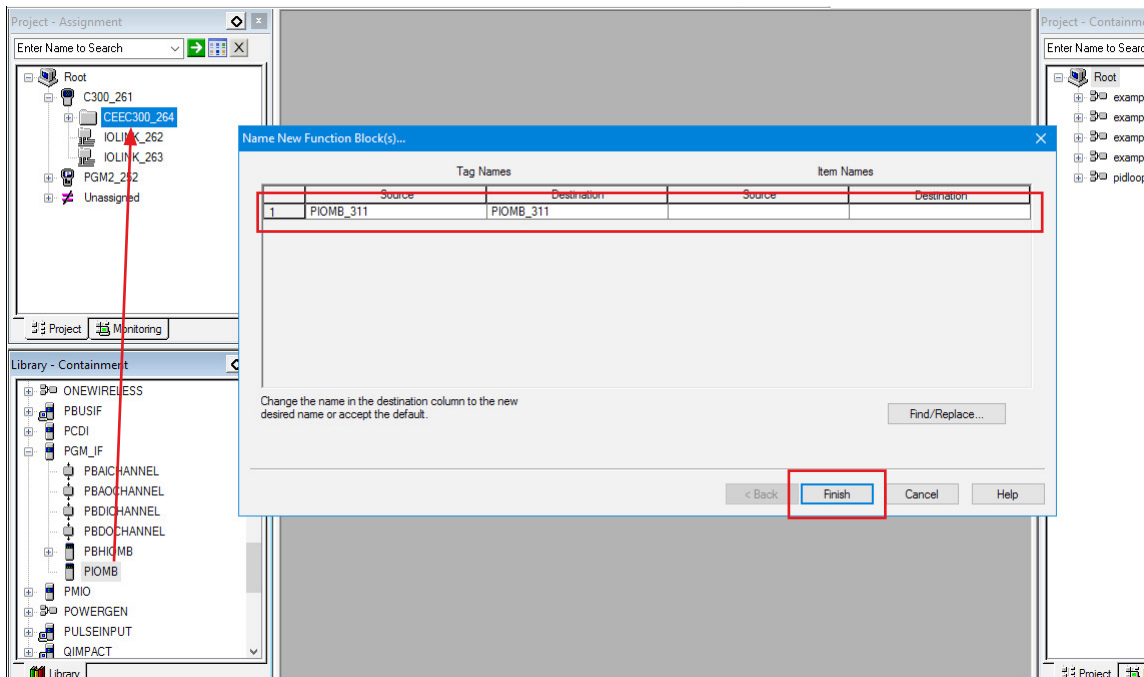 Project - Assignment
Enter Name to Search
Root
C300_261
CEEC300_264
IOLINK_262
IOLINK_263
PGM2_252
Unassigned
Project
Monitoring
Library - Containment
ONEWIRELESS
PBUSIF
PCDI
PGM_IF
PBAICHANNEL
PBAOCHANNEL
PBDICHANNEL
PBDOCHANNEL
PBHIOMB
PIOMB
PMIO
POWERGEN
PULSEINPUT
QIMPACT
Library
Name New Function Block(s)...
Tag Names Item Names
Source Destination Source Destination
1 PIOMB_311 PIOMB_311
Change the name in the destination column to the new
desired name or accept the default.
Find/Replace...
< Back Finish Cancel Help
Project - Containme
Enter Name to Searc
Root
examp
examp
examp
examp
pidloop
Project